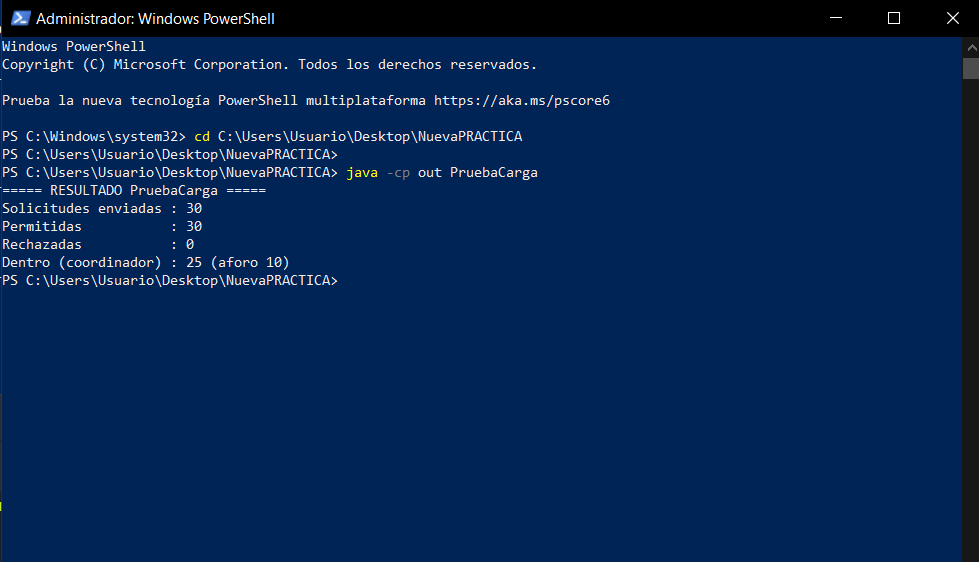 Administrador: Windows PowerShell
Windows PowerShell
Copyright (C) Microsoft Corporation. Todos los derechos reservados.
Prueba la nueva tecnología PowerShell multiplataforma https://aka.ms/pscore6
PS C:\Windows\system32> cd C:\Users\Usuario\Desktop\NuevaPRACTICA
PS C:\Users\Usuario\Desktop\NuevaPRACTICA>
PS C:\Users\Usuario\Desktop\NuevaPRACTICA> java -cp out PruebaCarga
===== RESULTADO PruebaCarga =====
Solicitudes enviadas : 30
Permitidas           : 30
Rechazadas           : 0
Dentro (coordinador) : 25 (aforo 10)
PS C:\Users\Usuario\Desktop\NuevaPRACTICA>